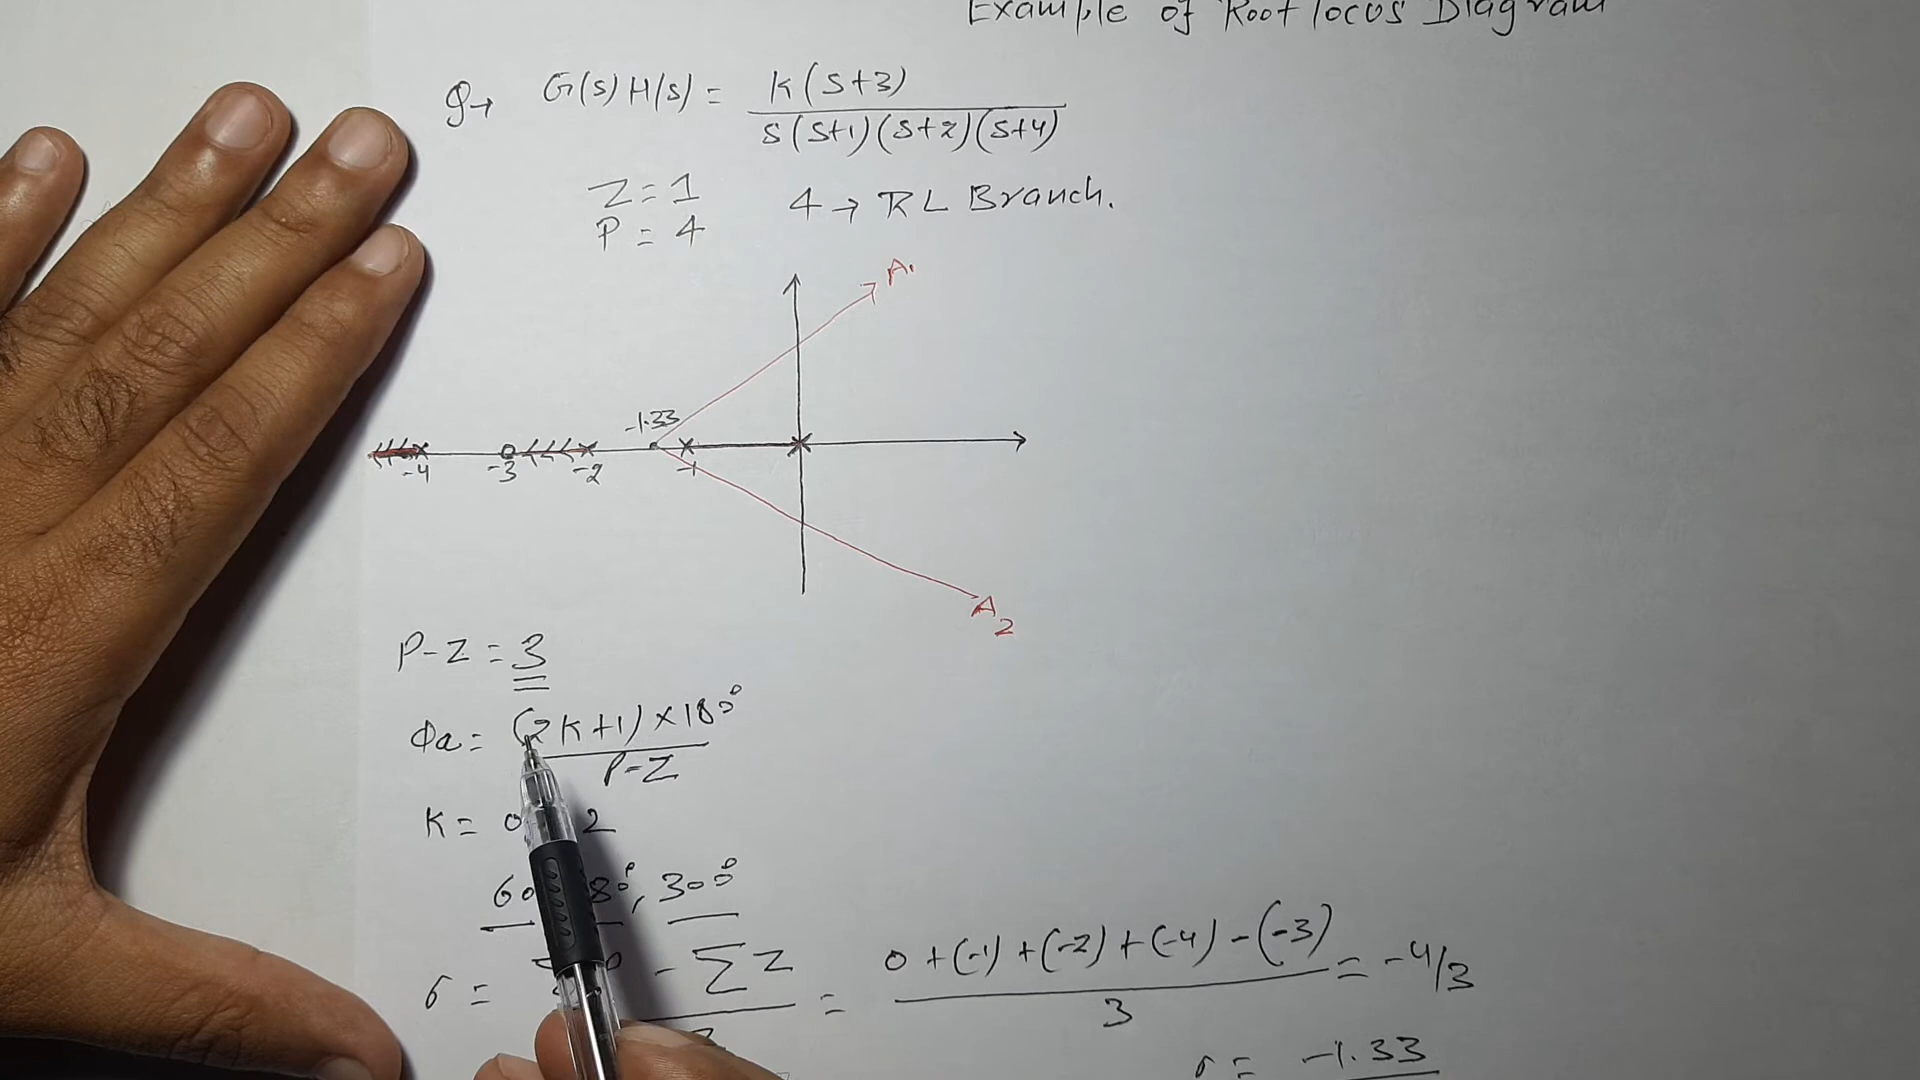 Example of Root locus Diagram
Q→ G(s) H(s) = K(s+3)
s(s+1)(s+2)(s+4)
Z = 1
P = 4
4 → RL Branch.
A1
-1.33
-4 -3 -2 -1
A2
P-Z = 3
Φa = (2K+1) × 180°
P-Z
K = 0 2
60 8°, 300°
σ = - ΣZ = 0 + (-1) + (-2) + (-4) - (-3) = -4/3
3
σ = -1.33